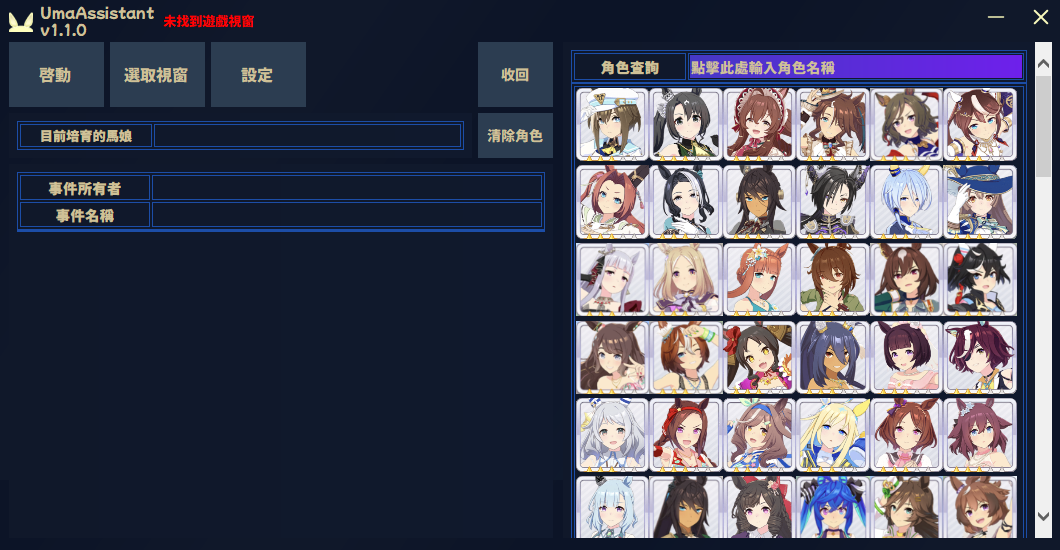 UmaAssistant
v1.1.0
未找到遊戲視窗
啓動
選取視窗
設定
收回
目前培育的馬娘
清除角色
事件所有者
事件名稱
角色查詢
點擊此處輸入角色名稱